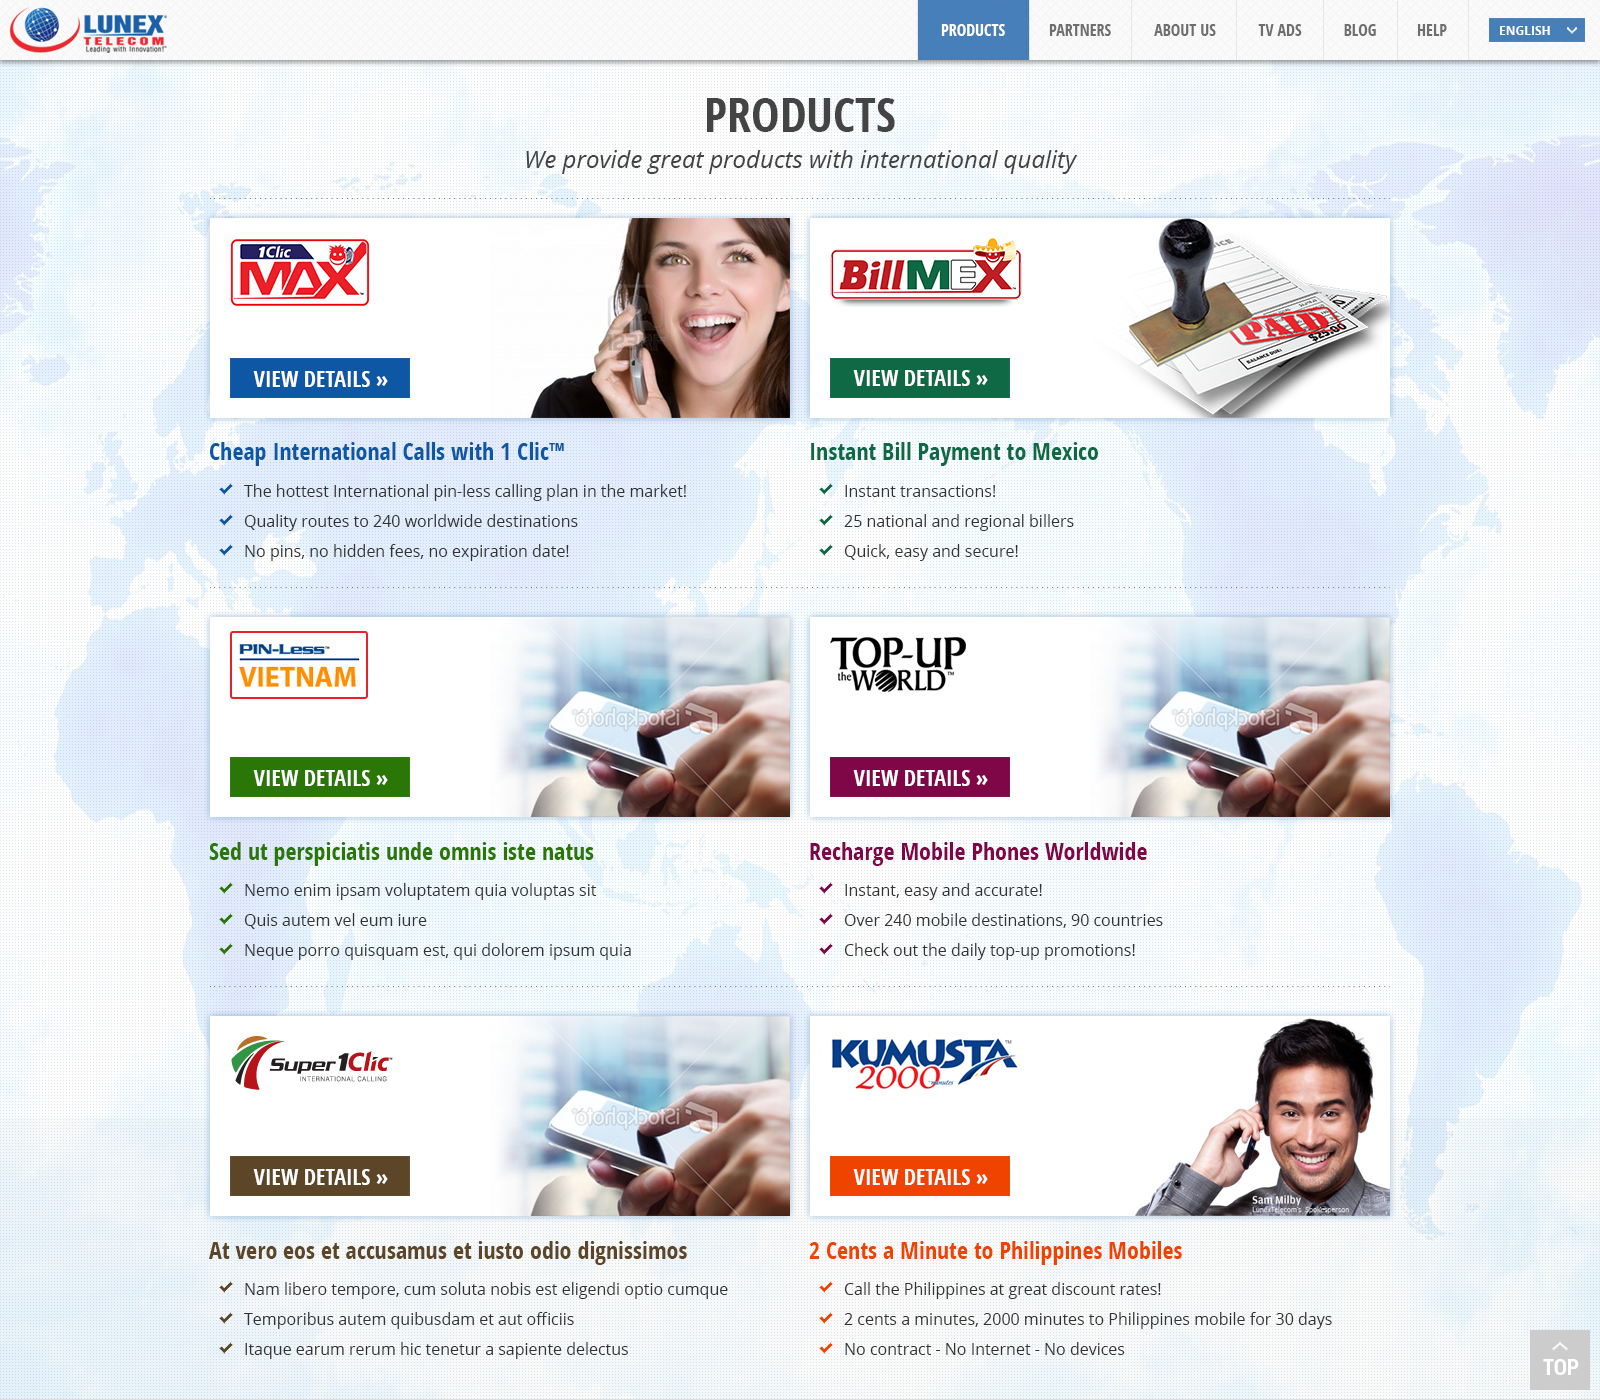 LUNEX
TELECOM
Leading with Innovation!
PRODUCTS
PARTNERS
ABOUT US
TV ADS
BLOG
HELP
ENGLISH
PRODUCTS
We provide great products with international quality
1Clic
MAX
VIEW DETAILS »
BillMEX
PAID
BALANCE DUE:
$25.00
VIEW DETAILS »
Cheap International Calls with 1 Clic™
The hottest International pin-less calling plan in the market!
Quality routes to 240 worldwide destinations
No pins, no hidden fees, no expiration date!
Instant Bill Payment to Mexico
Instant transactions!
25 national and regional billers
Quick, easy and secure!
PIN-Less™
VIETNAM
VIEW DETAILS »
TOP-UP
the WORLD™
VIEW DETAILS »
Sed ut perspiciatis unde omnis iste natus
Nemo enim ipsam voluptatem quia voluptas sit
Quis autem vel eum iure
Neque porro quisquam est, qui dolorem ipsum quia
Recharge Mobile Phones Worldwide
Instant, easy and accurate!
Over 240 mobile destinations, 90 countries
Check out the daily top-up promotions!
Super1Clic™
INTERNATIONAL CALLING
VIEW DETAILS »
KUMUSTA™
2000 minutes
VIEW DETAILS »
Sam Milby
LunexTelecom's Spokesperson
At vero eos et accusamus et iusto odio dignissimos
Nam libero tempore, cum soluta nobis est eligendi optio cumque
Temporibus autem quibusdam et aut officiis
Itaque earum rerum hic tenetur a sapiente delectus
2 Cents a Minute to Philippines Mobiles
Call the Philippines at great discount rates!
2 cents a minutes, 2000 minutes to Philippines mobile for 30 days
No contract - No Internet - No devices
TOP